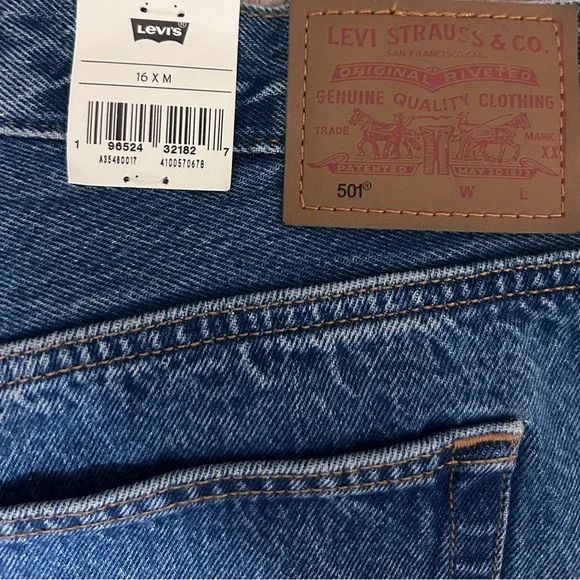 Levi's
16 X M
1 96524 32182 7
A35480017 4100570678
LEVI STRAUSS & CO.
SAN FRANCISCO, CAL.
ORIGINAL RIVETED
GENUINE QUALITY CLOTHING
TRADE MARK
XX
PATENTED MAY 20 1873
501® W L